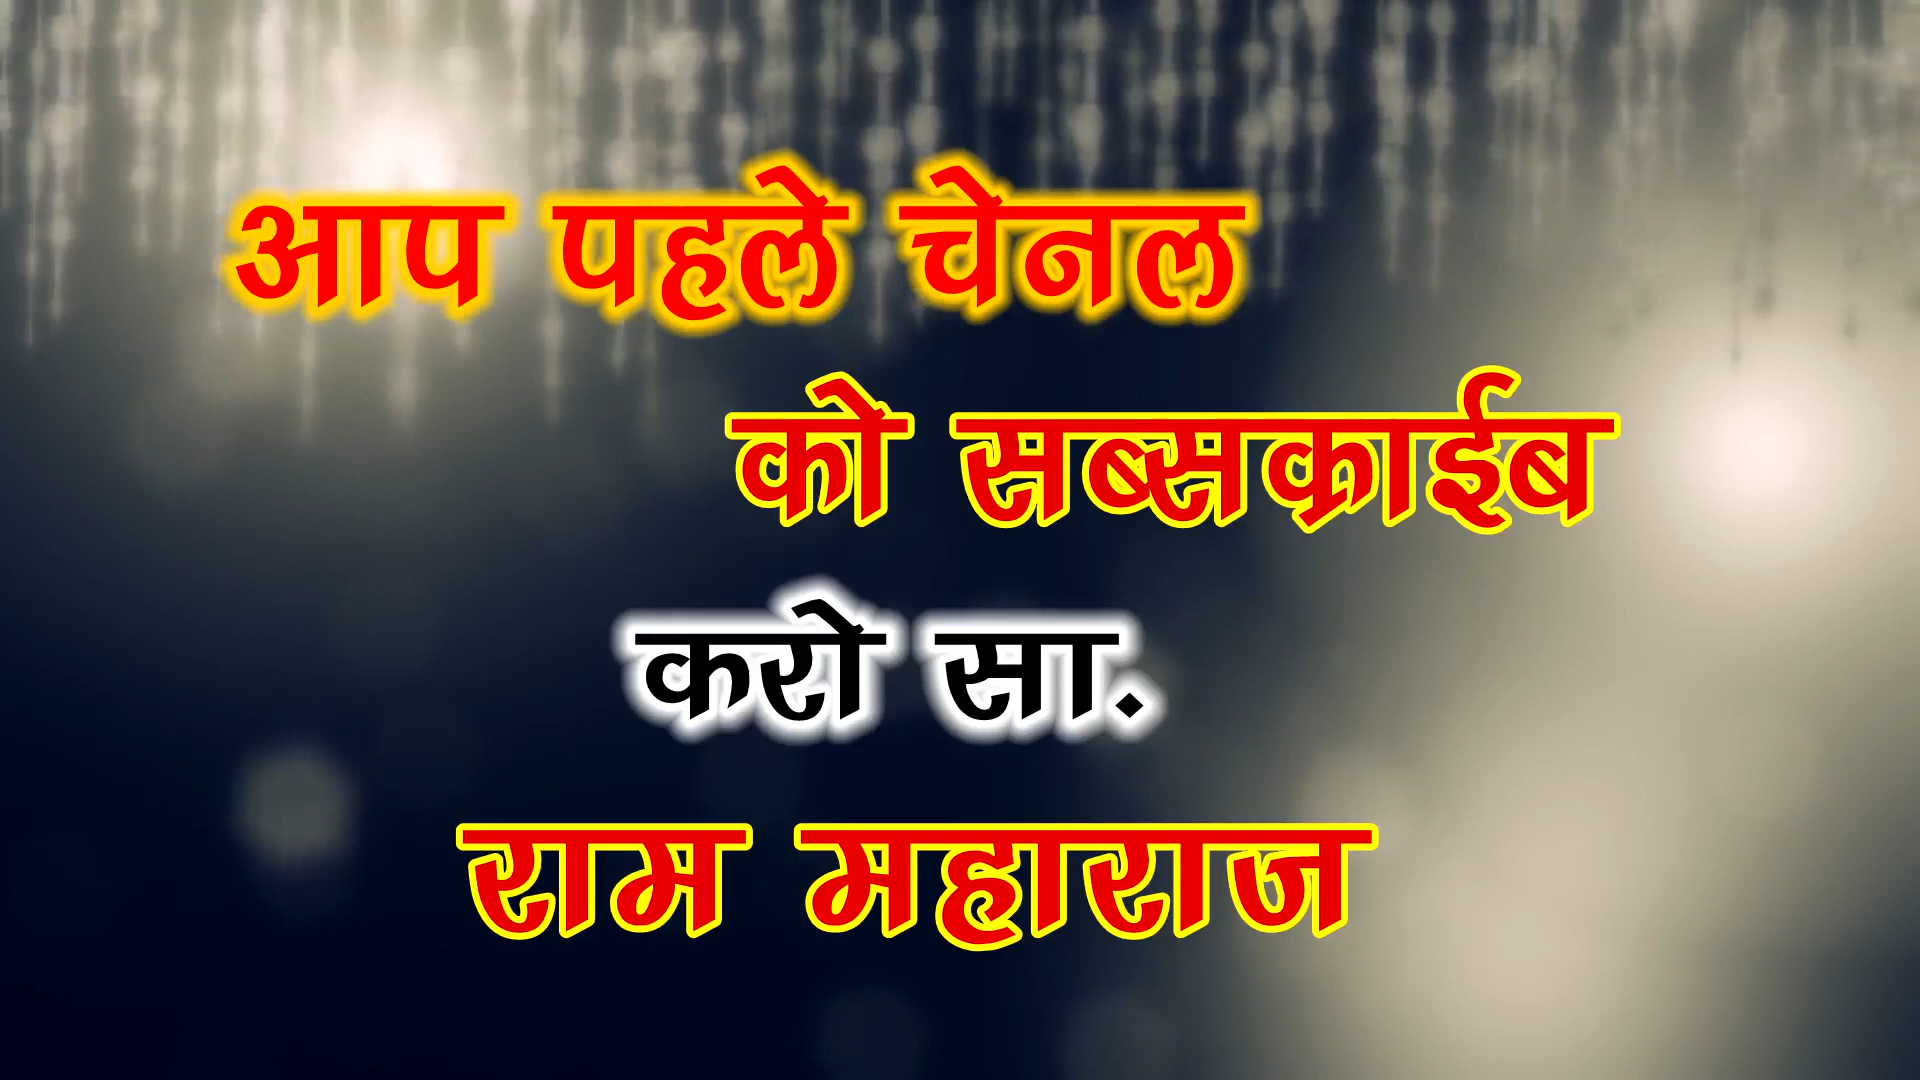 आप पहले चेनल
को सब्सक्राईब
करो सा.
राम महाराज